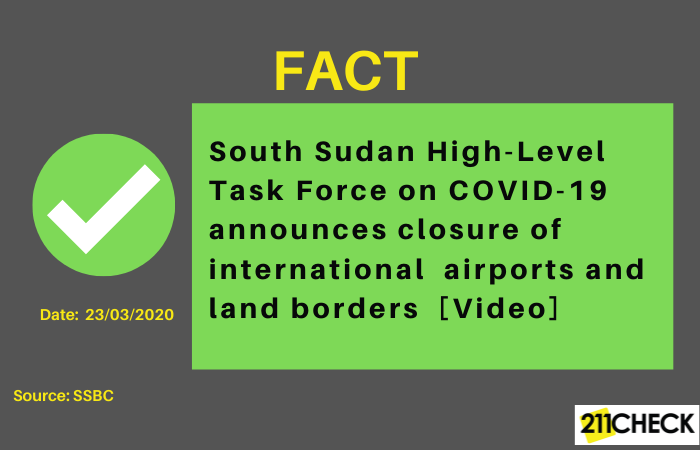 FACT
South Sudan High-Level
Task Force on COVID-19
announces closure of
international airports and
land borders [Video]
Date: 23/03/2020
Source: SSBC
211CHECK